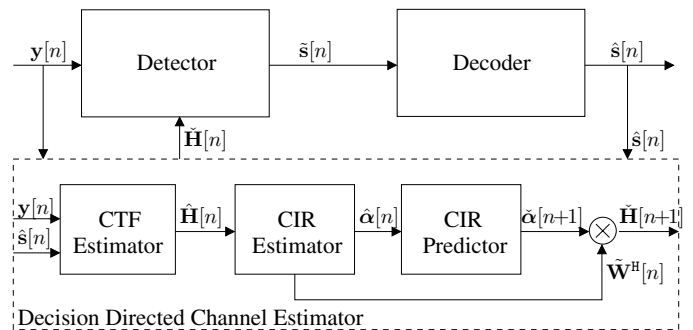 𝐲[n]
Detector
𝐬̃[n]
Decoder
𝐬̂[n]
𝐇̌[n]
𝐬̂[n]
𝐲[n]
𝐬̂[n]
CTF
Estimator
𝐇̂[n]
CIR
Estimator
𝛂̂[n]
CIR
Predictor
𝛂̌[n+1]
×
𝐇̌[n+1]
𝐖̃ᴴ[n]
Decision Directed Channel Estimator